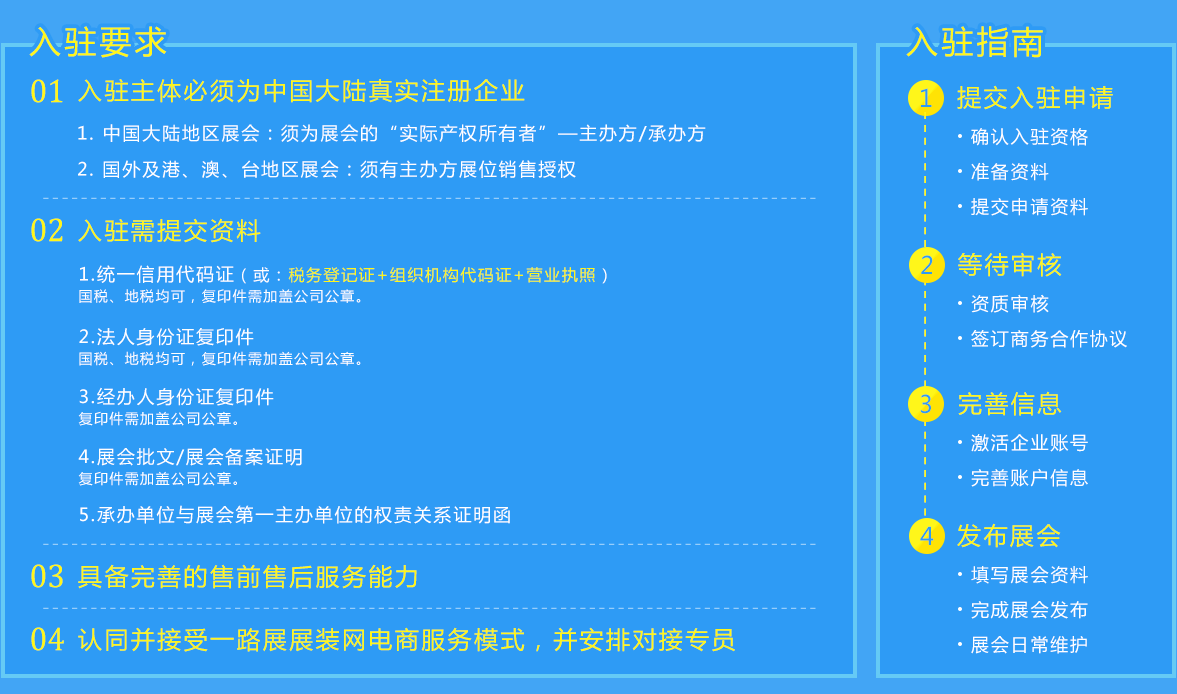 入驻要求
01 入驻主体必须为中国大陆真实注册企业
1. 中国大陆地区展会：须为展会的“实际产权所有者”—主办方/承办方
2. 国外及港、澳、台地区展会：须有主办方展位销售授权
02 入驻需提交资料
1.统一信用代码证（或：税务登记证+组织机构代码证+营业执照）
国税、地税均可，复印件需加盖公司公章。
2.法人身份证复印件
国税、地税均可，复印件需加盖公司公章。
3.经办人身份证复印件
复印件需加盖公司公章。
4.展会批文/展会备案证明
复印件需加盖公司公章。
5.承办单位与展会第一主办单位的权责关系证明函
03 具备完善的售前售后服务能力
04 认同并接受一路展展装网电商服务模式，并安排对接专员
入驻指南
1 提交入驻申请
·确认入驻资格
·准备资料
·提交申请资料
2 等待审核
·资质审核
·签订商务合作协议
3 完善信息
·激活企业账号
·完善账户信息
4 发布展会
·填写展会资料
·完成展会发布
·展会日常维护